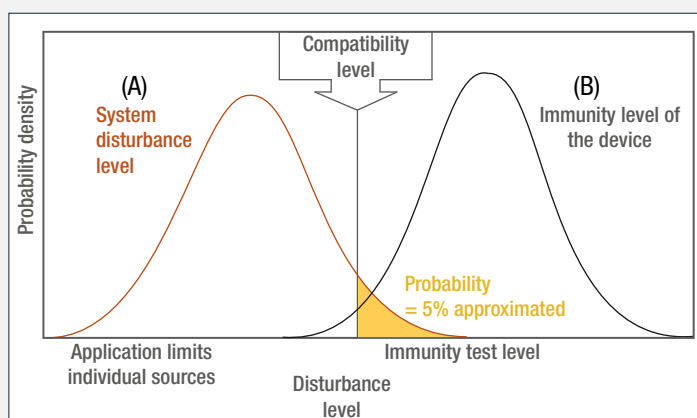 Compatibility
level
(A)
System
disturbance
level
(B)
Immunity level of
the device
Probability density
Probability
= 5% approximated
Application limits
individual sources
Immunity test level
Disturbance
level